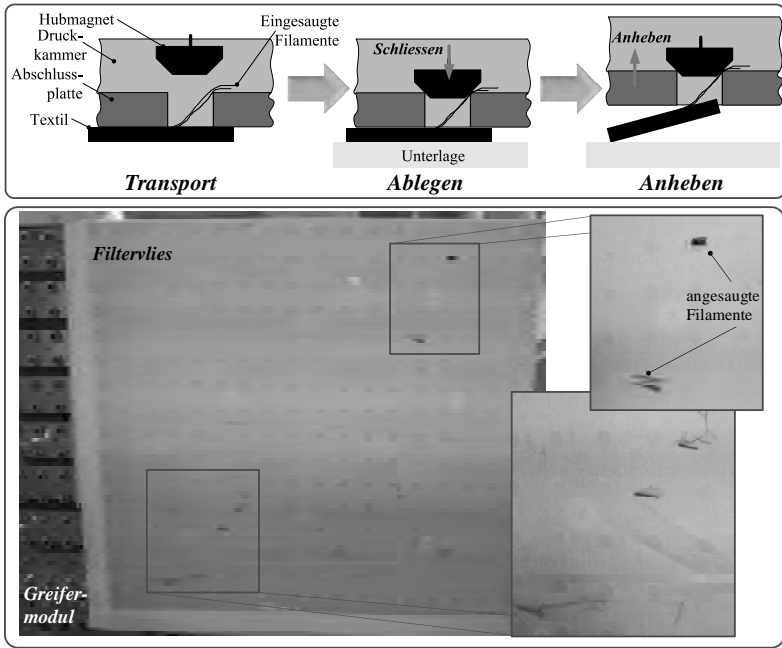 Hubmagnet
Druck-
kammer
Abschluss-
platte
Textil
Eingesaugte
Filamente
Transport
Schliessen
Unterlage
Ablegen
Anheben
Anheben
Filtervlies
angesaugte
Filamente
Greifer-
modul